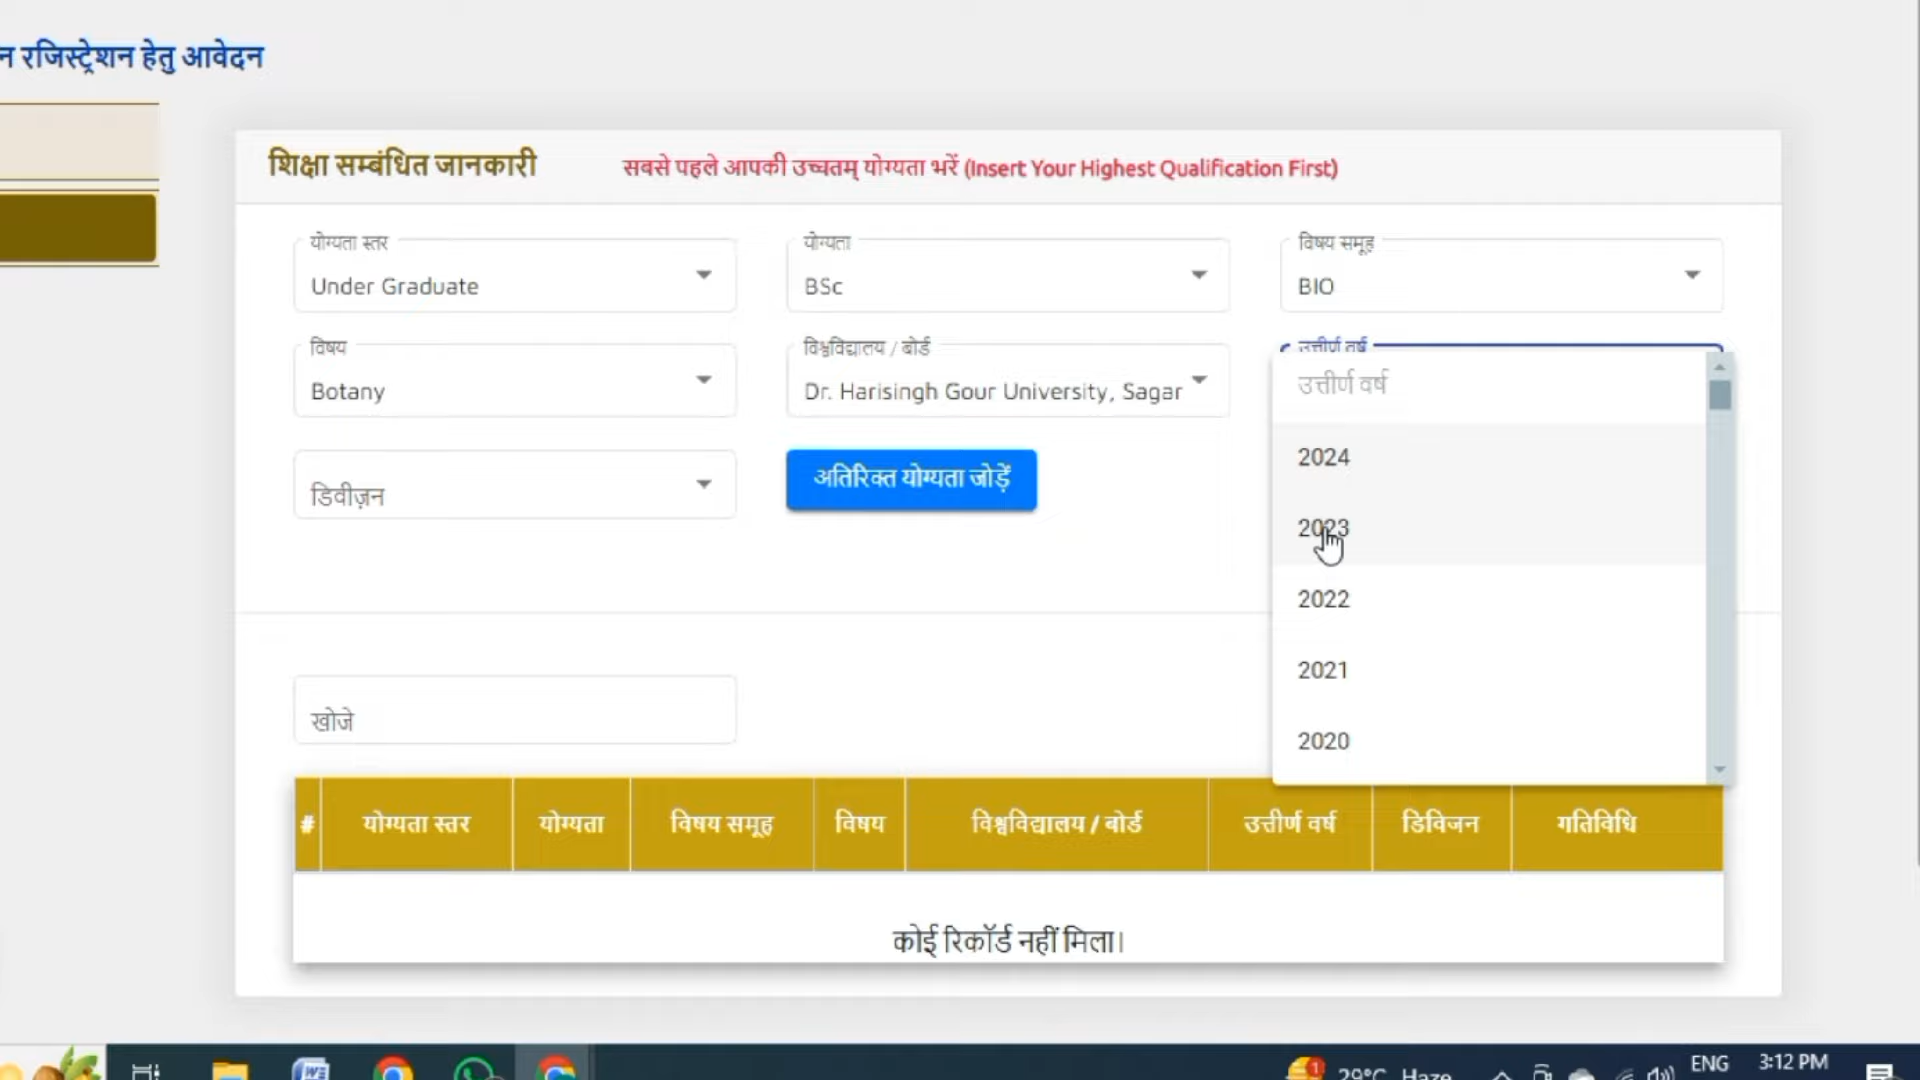 न रजिस्ट्रेशन हेतु आवेदन
शिक्षा सम्बंधित जानकारी
सबसे पहले आपकी उच्चतम् योग्यता भरें (Insert Your Highest Qualification First)
योग्यता स्तर
Under Graduate
योग्यता
BSc
विषय समूह
BIO
विषय
Botany
विश्वविद्यालय / बोर्ड
Dr. Harisingh Gour University, Sagar
उत्तीर्ण वर्ष
उत्तीर्ण वर्ष
2024
2023
2022
2021
2020
डिवीज़न
अतिरिक्त योग्यता जोड़ें
खोजे
# योग्यता स्तर योग्यता विषय समूह विषय विश्वविद्यालय / बोर्ड उत्तीर्ण वर्ष डिविजन गतिविधि
कोई रिकॉर्ड नहीं मिला।
1 29°C Haze ENG 3:12 PM